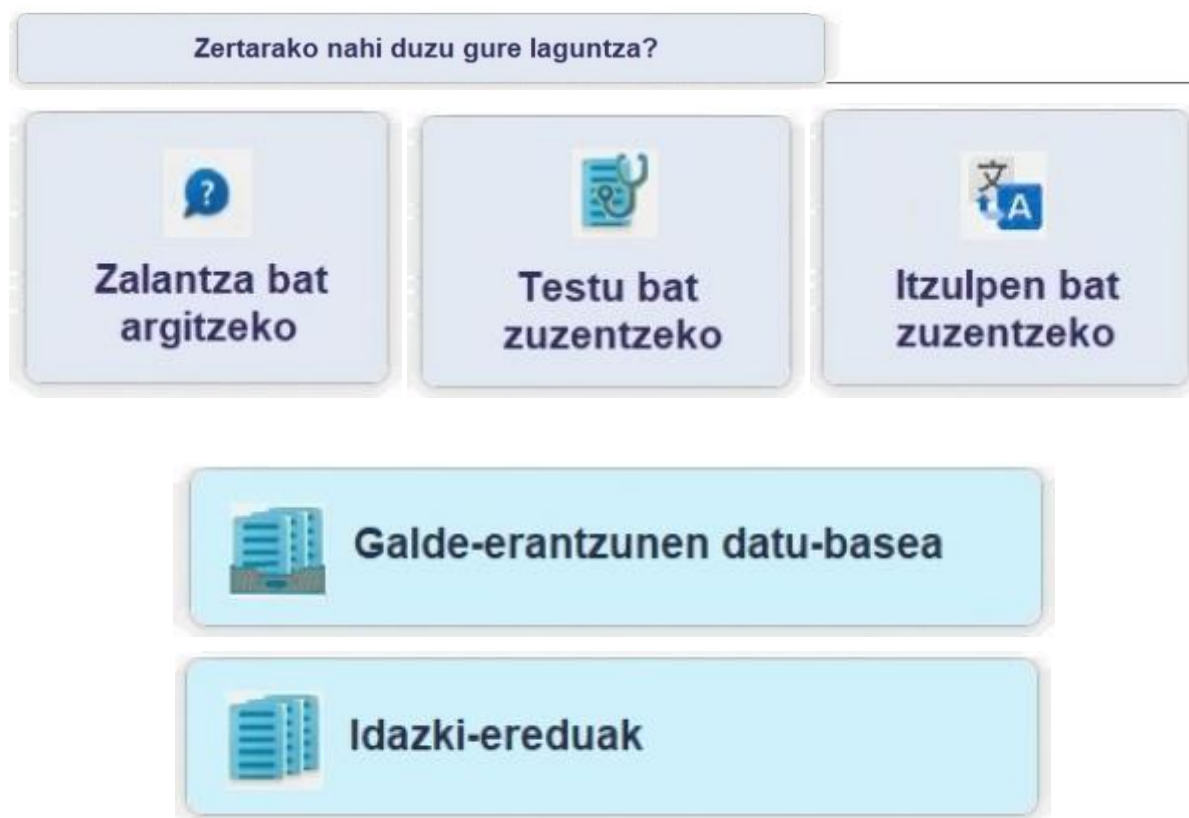 Zertarako nahi duzu gure laguntza?
?
文
A
Zalantza bat
argitzeko
Testu bat
zuzentzeko
Itzulpen bat
zuzentzeko
Galde-erantzunen datu-basea
Idazki-ereduak